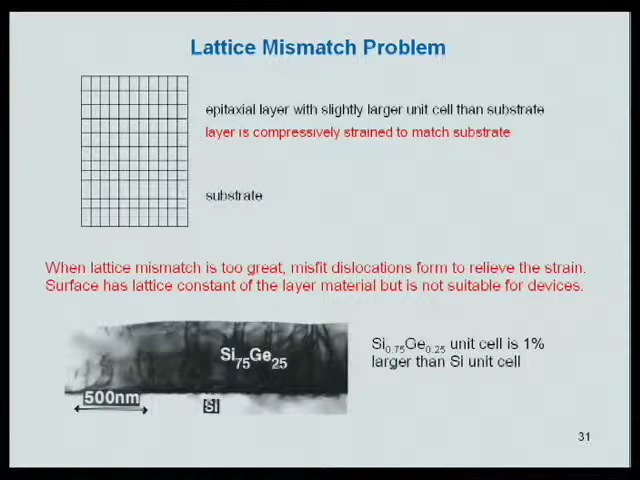 Lattice Mismatch Problem
epitaxial layer with slightly larger unit cell than substrate
layer is compressively strained to match substrate
substrate
When lattice mismatch is too great, misfit dislocations form to relieve the strain.
Surface has lattice constant of the layer material but is not suitable for devices.
Si75Ge25
500nm
Si
Si0.75Ge0.25 unit cell is 1%
larger than Si unit cell
31